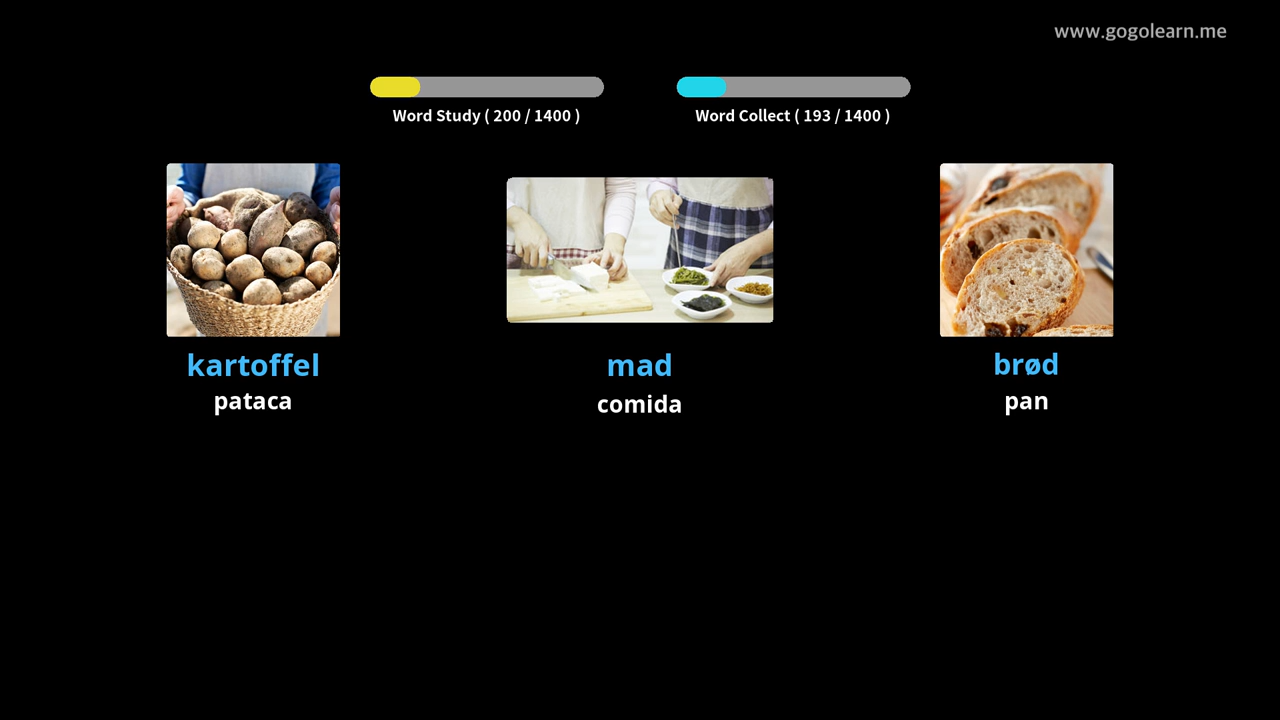 www.gogolearn.me
Word Study ( 200 / 1400 )
Word Collect ( 193 / 1400 )
kartoffel
pataca
mad
comida
brød
pan